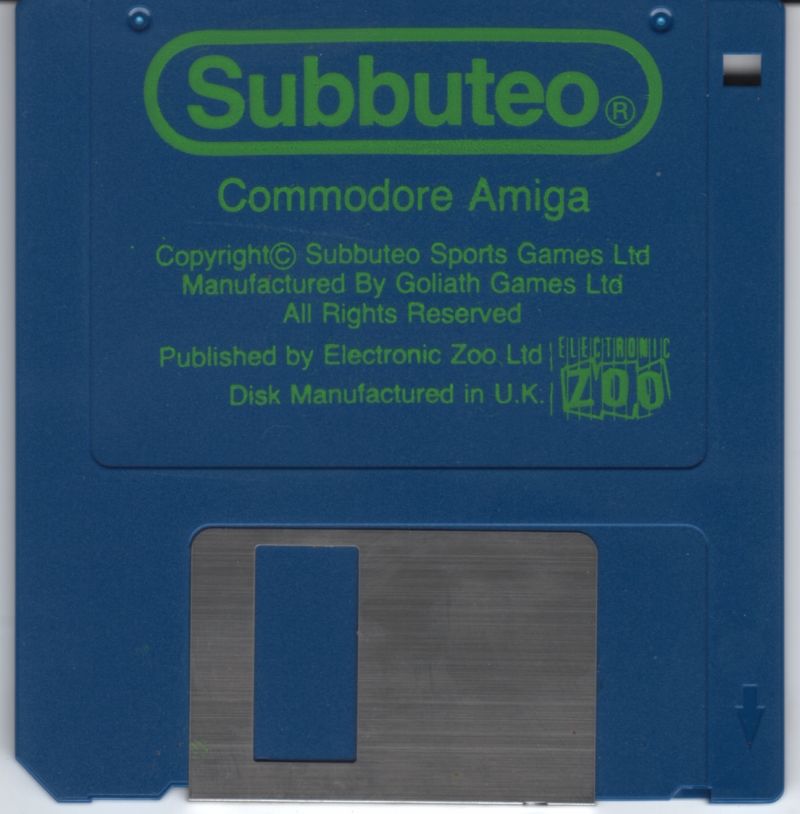 Subbuteo®
Commodore Amiga
Copyright© Subbuteo Sports Games Ltd
Manufactured By Goliath Games Ltd
All Rights Reserved
Published by Electronic Zoo Ltd
Disk Manufactured in U.K.
ELECTRONIC
ZOO